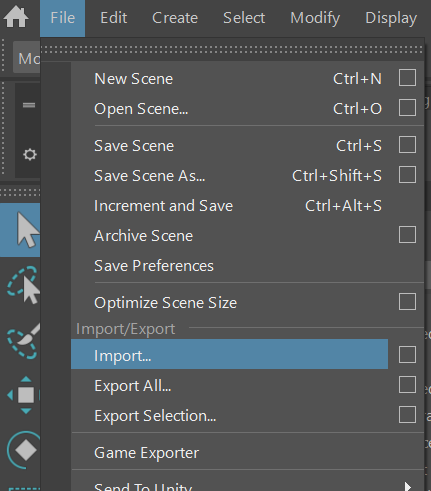 File Edit Create Select Modify Display
Mo
New Scene Ctrl+N
Open Scene... Ctrl+O
Save Scene Ctrl+S
Save Scene As... Ctrl+Shift+S
Increment and Save Ctrl+Alt+S
Archive Scene
Save Preferences
Optimize Scene Size
Import/Export
Import...
Export All...
Export Selection...
Game Exporter
Send To Unity